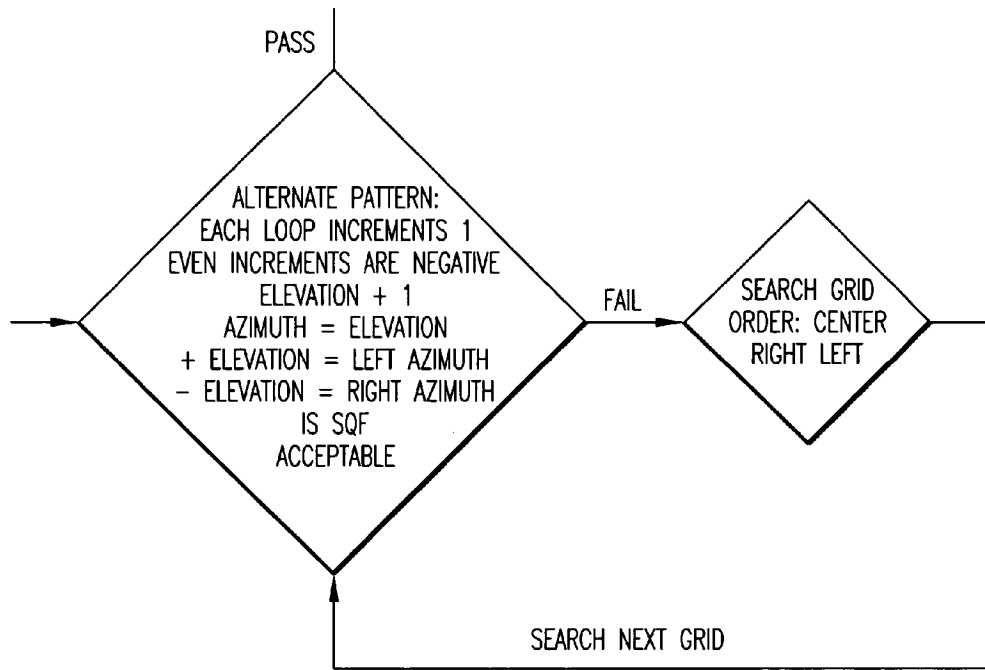 PASS
ALTERNATE PATTERN:
EACH LOOP INCREMENTS 1
EVEN INCREMENTS ARE NEGATIVE
ELEVATION + 1
AZIMUTH = ELEVATION
+ ELEVATION = LEFT AZIMUTH
- ELEVATION = RIGHT AZIMUTH
IS SQF
ACCEPTABLE
FAIL
SEARCH GRID
ORDER: CENTER
RIGHT LEFT
SEARCH NEXT GRID